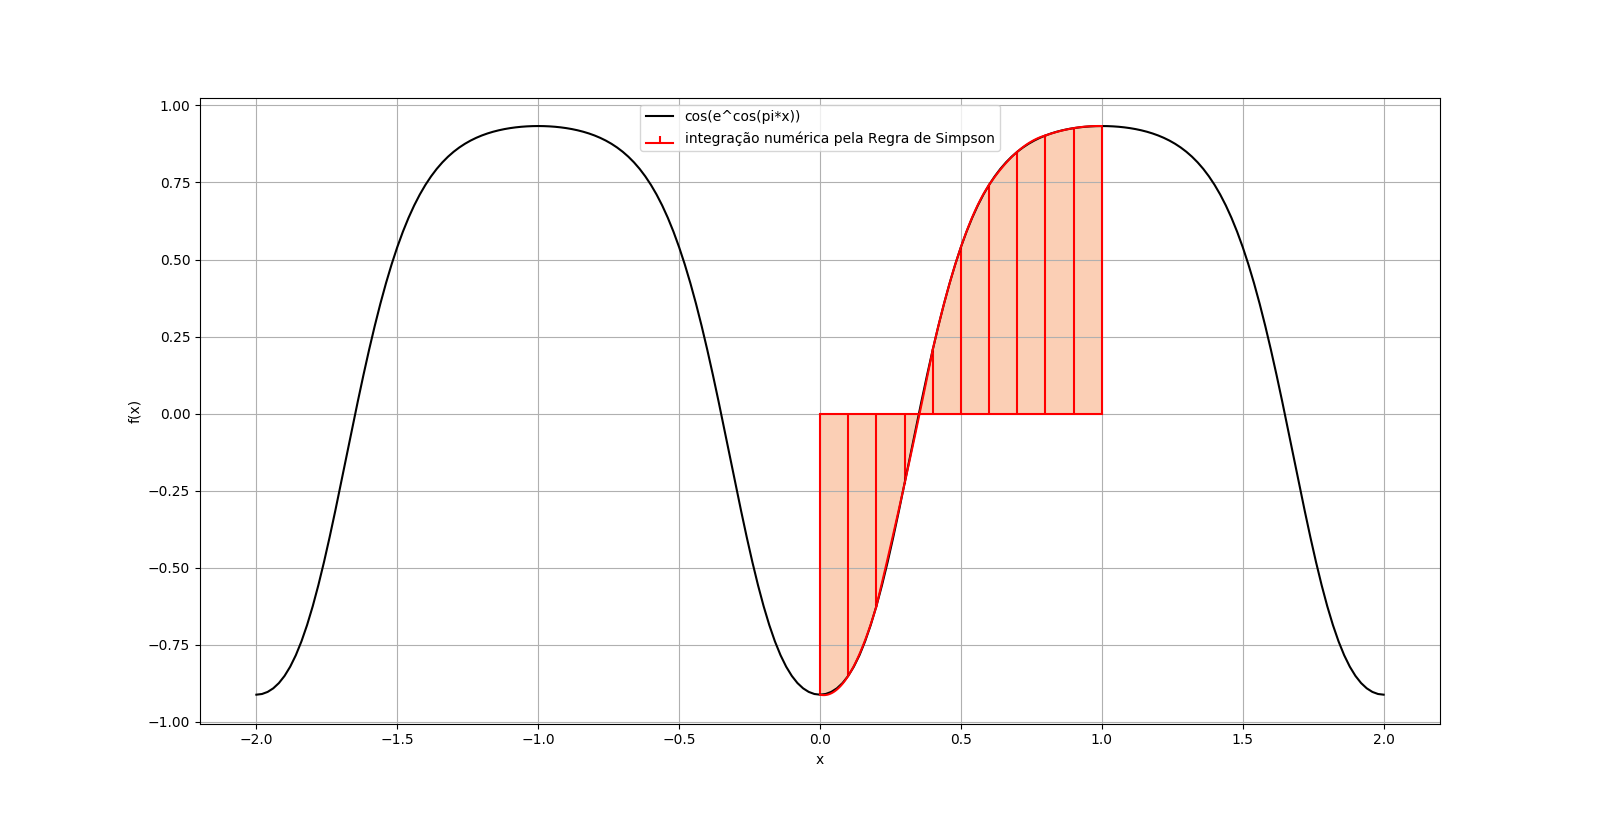 cos(e^cos(pi*x))
integração numérica pela Regra de Simpson
1.00
0.75
0.50
0.25
0.00
−0.25
−0.50
−0.75
−1.00
f(x)
−2.0 −1.5 −1.0 −0.5 0.0 0.5 1.0 1.5 2.0
x